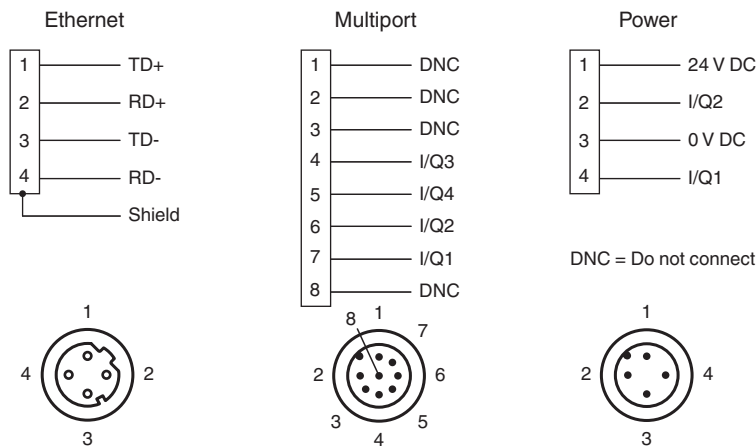 Ethernet
1 TD+
2 RD+
3 TD-
4 RD-
Shield
Multiport
1 DNC
2 DNC
3 DNC
4 I/Q3
5 I/Q4
6 I/Q2
7 I/Q1
8 DNC
Power
1 24 V DC
2 I/Q2
3 0 V DC
4 I/Q1
DNC = Do not connect
1
4 2
3
8 1 7
2 6
3 5
4
1
2 4
3